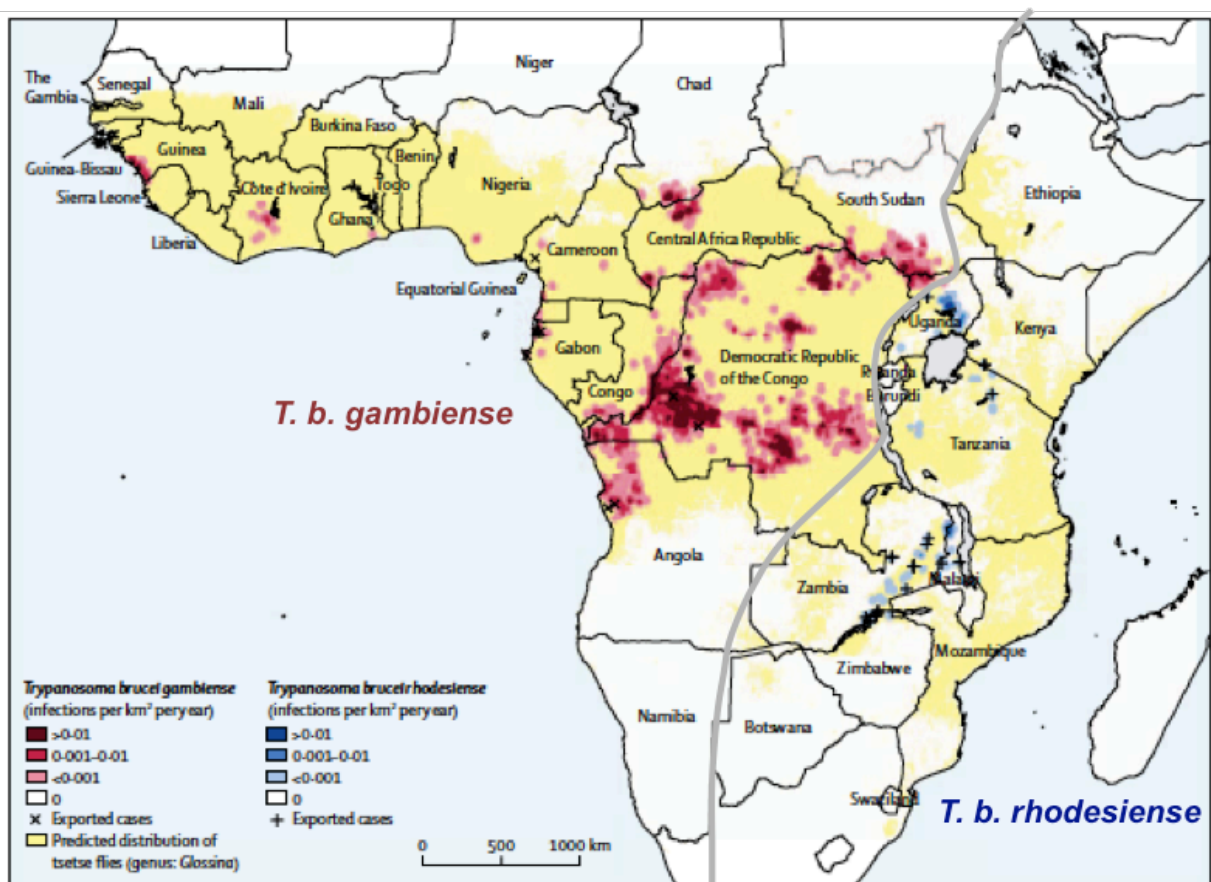 Niger
Chad
The
Gambia
Senegal
Mali
Burkina Faso
Guinea
Benin
Guinea-Bissau
Togo
Nigeria
Côte d'Ivoire
Sierra Leone
Ghana
South Sudan
Ethiopia
Liberia
Central Africa Republic
Cameroon
Equatorial Guinea
Uganda
Kenya
Gabon
Democratic Republic
of the Congo
Rwanda
Burundi
Congo
T. b. gambiense
Tanzania
Angola
Zambia
Malawi
Mozambique
Zimbabwe
Namibia
Botswana
Swaziland
T. b. rhodesiense
Trypanosoma brucei gambiense
(infections per km² per year)
>0·01
0·001–0·01
<0·001
0
× Exported cases
Predicted distribution of
tsetse flies (genus: Glossina)
Trypanosoma bruceir hodesiense
(infections per km² per year)
>0·01
0·001–0·01
<0·001
0
+ Exported cases
0 500 1000 km